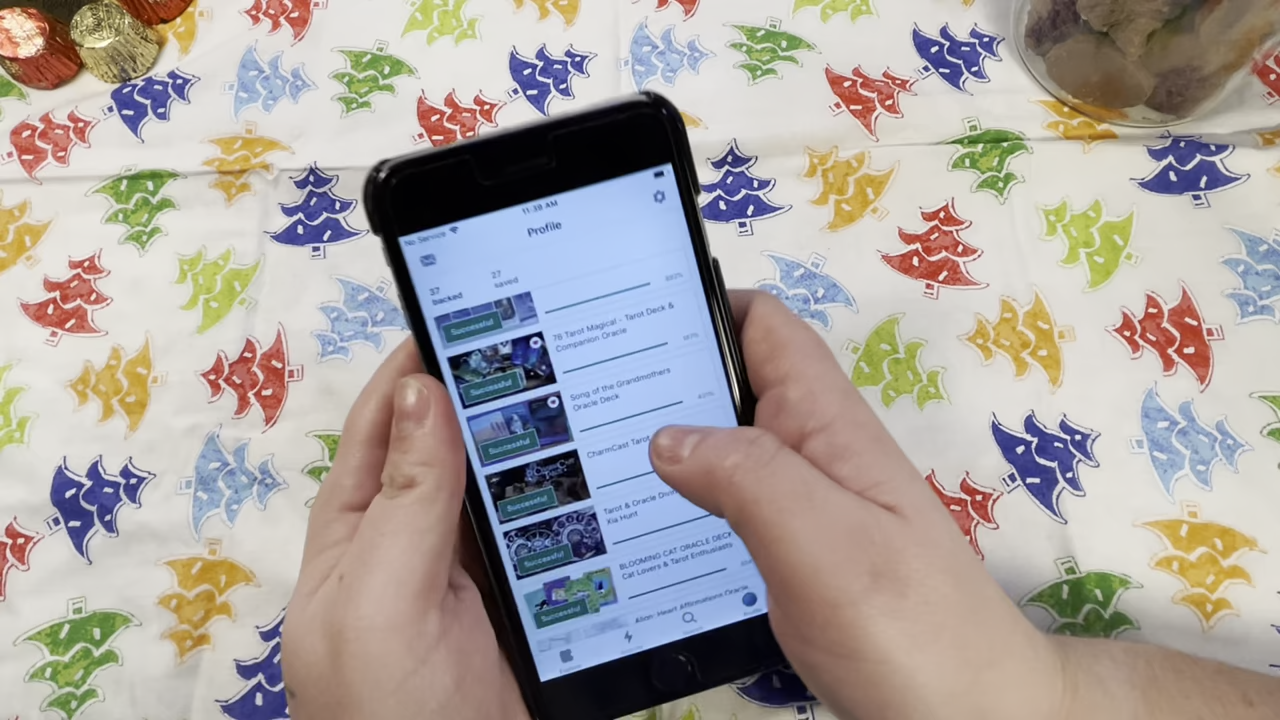 No Service
11:38 AM
Profile
37
backed
27
saved
Successful
78 Tarot Magical - Tarot Deck &
Companion Oracle
Successful
Song of the Grandmothers
Oracle Deck
Successful
CharmCast Tarot
Successful
Tarot & Oracle
Xia Hunt
Successful
BLOOMING CAT ORACLE DECK
Cat Lovers & Tarot Enthusiasts
Successful
Heart Affirmations Oracle